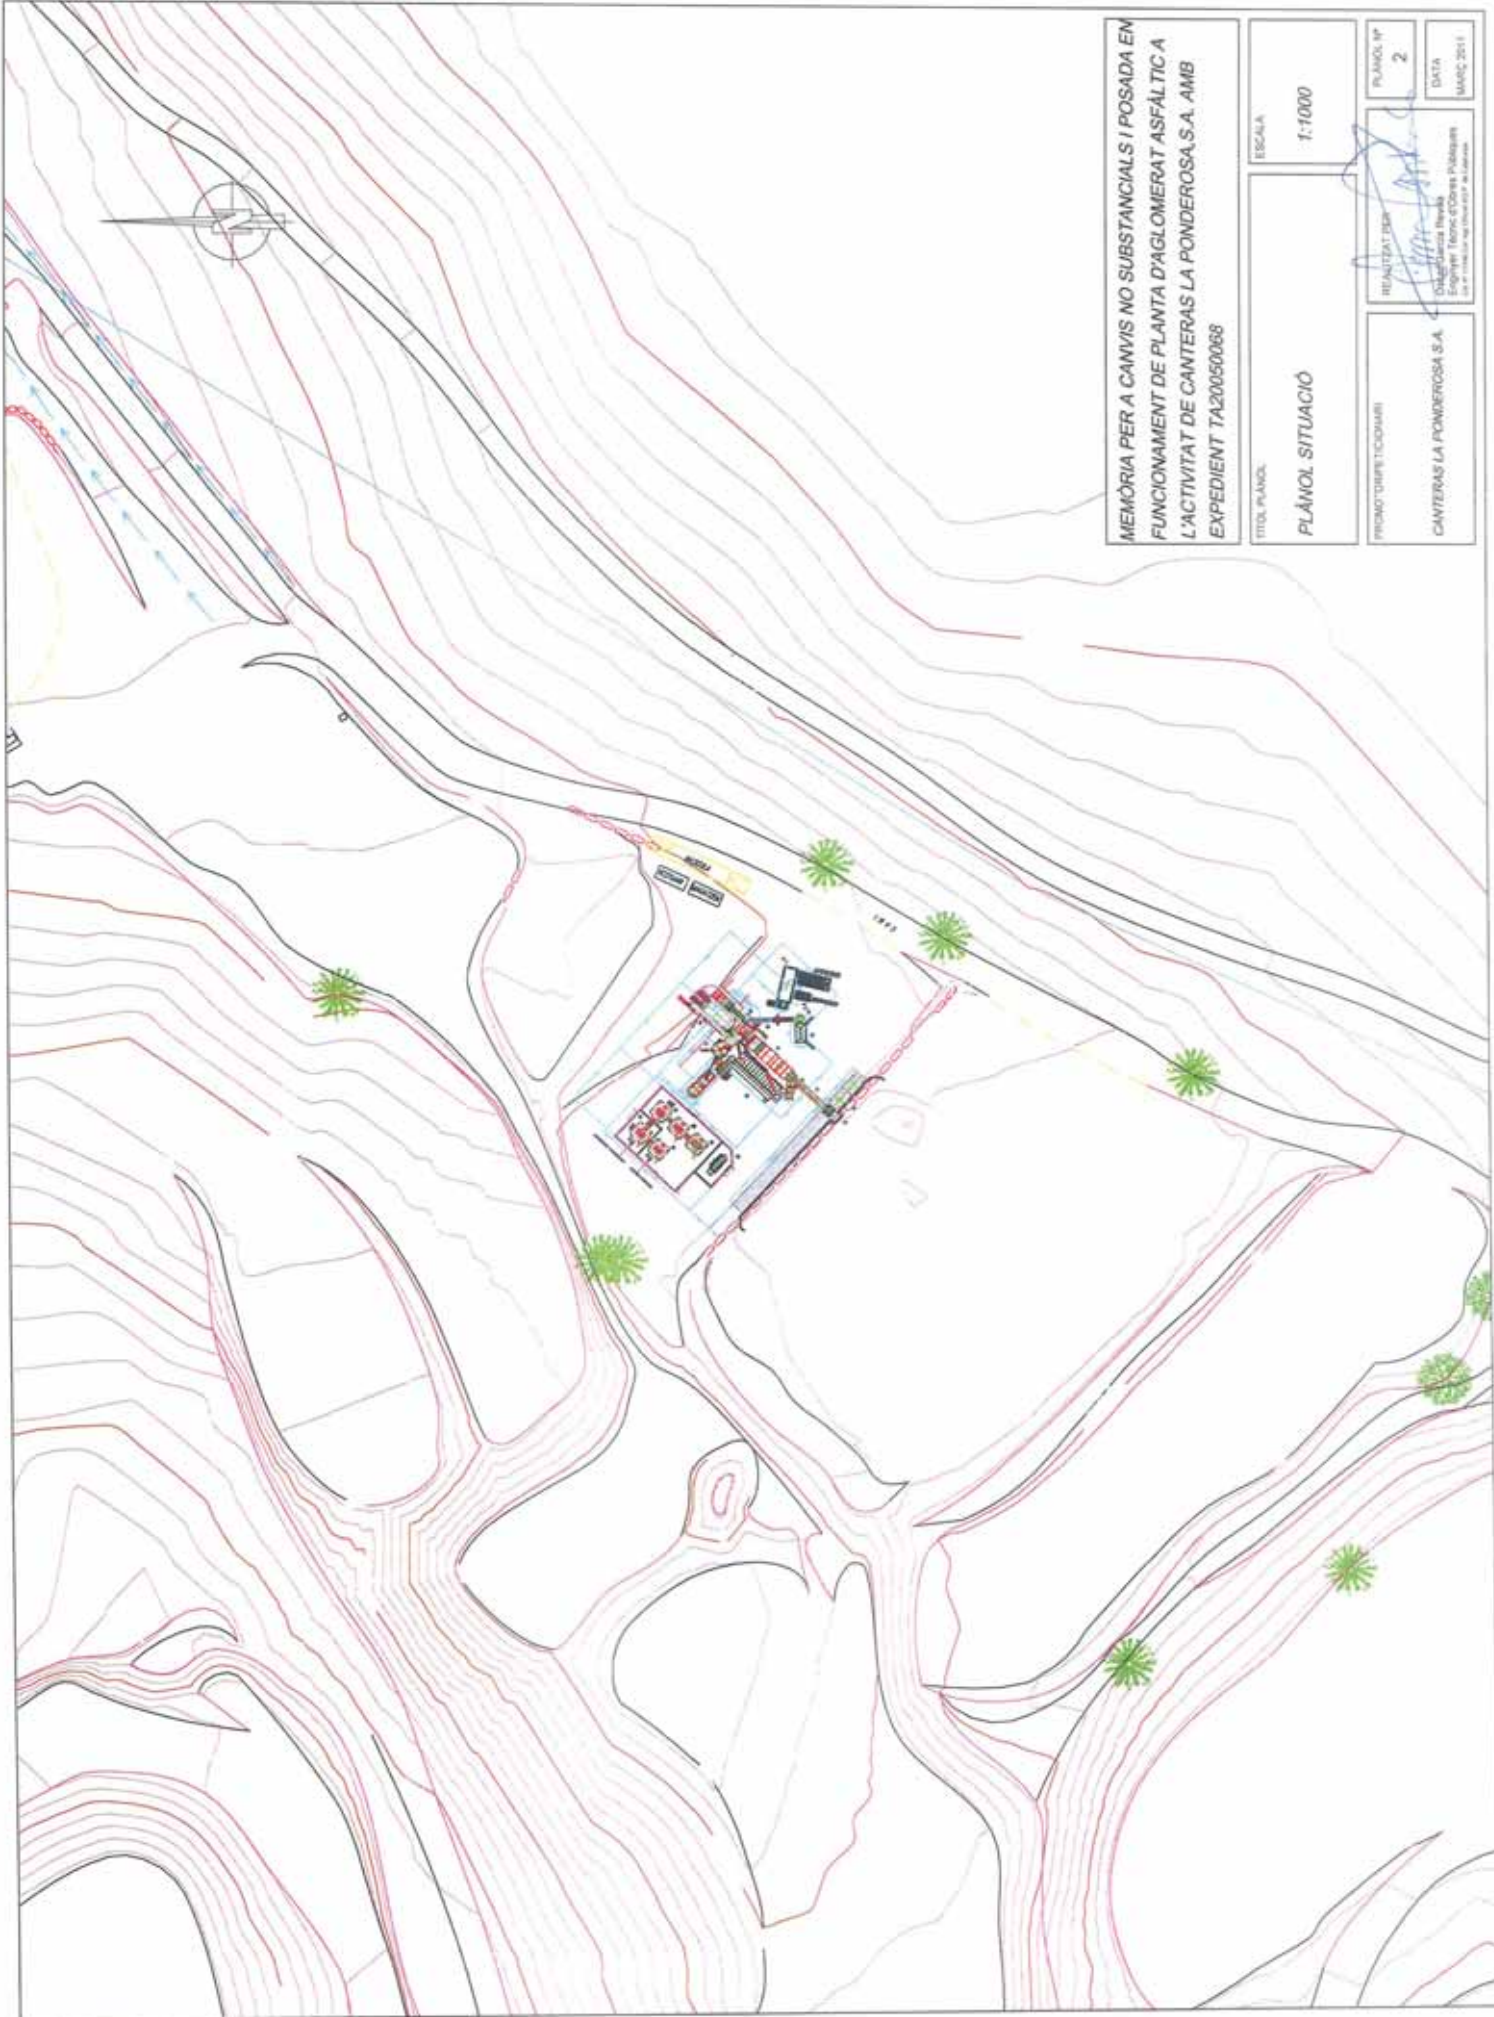 MEMÒRIA PER A CANVIS NO SUBSTANCIALS I POSADA EN
FUNCIONAMENT DE PLANTA D'AGLOMERAT ASFÀLTIC A
L'ACTIVITAT DE CANTERAS LA PONDEROSA,S.A. AMB
EXPEDIENT TA20050068
TÍTOL PLÀNOL
PLÀNOL SITUACIÓ
ESCALA
1:1000
PROMOTOR/PETICIONARI
CANTERAS LA PONDEROSA S.A.
REALITZAT PER
Enginyer Tècnic d'Obres Públiques
PLÀNOL Nº
2
DATA
MARÇ 2011
N